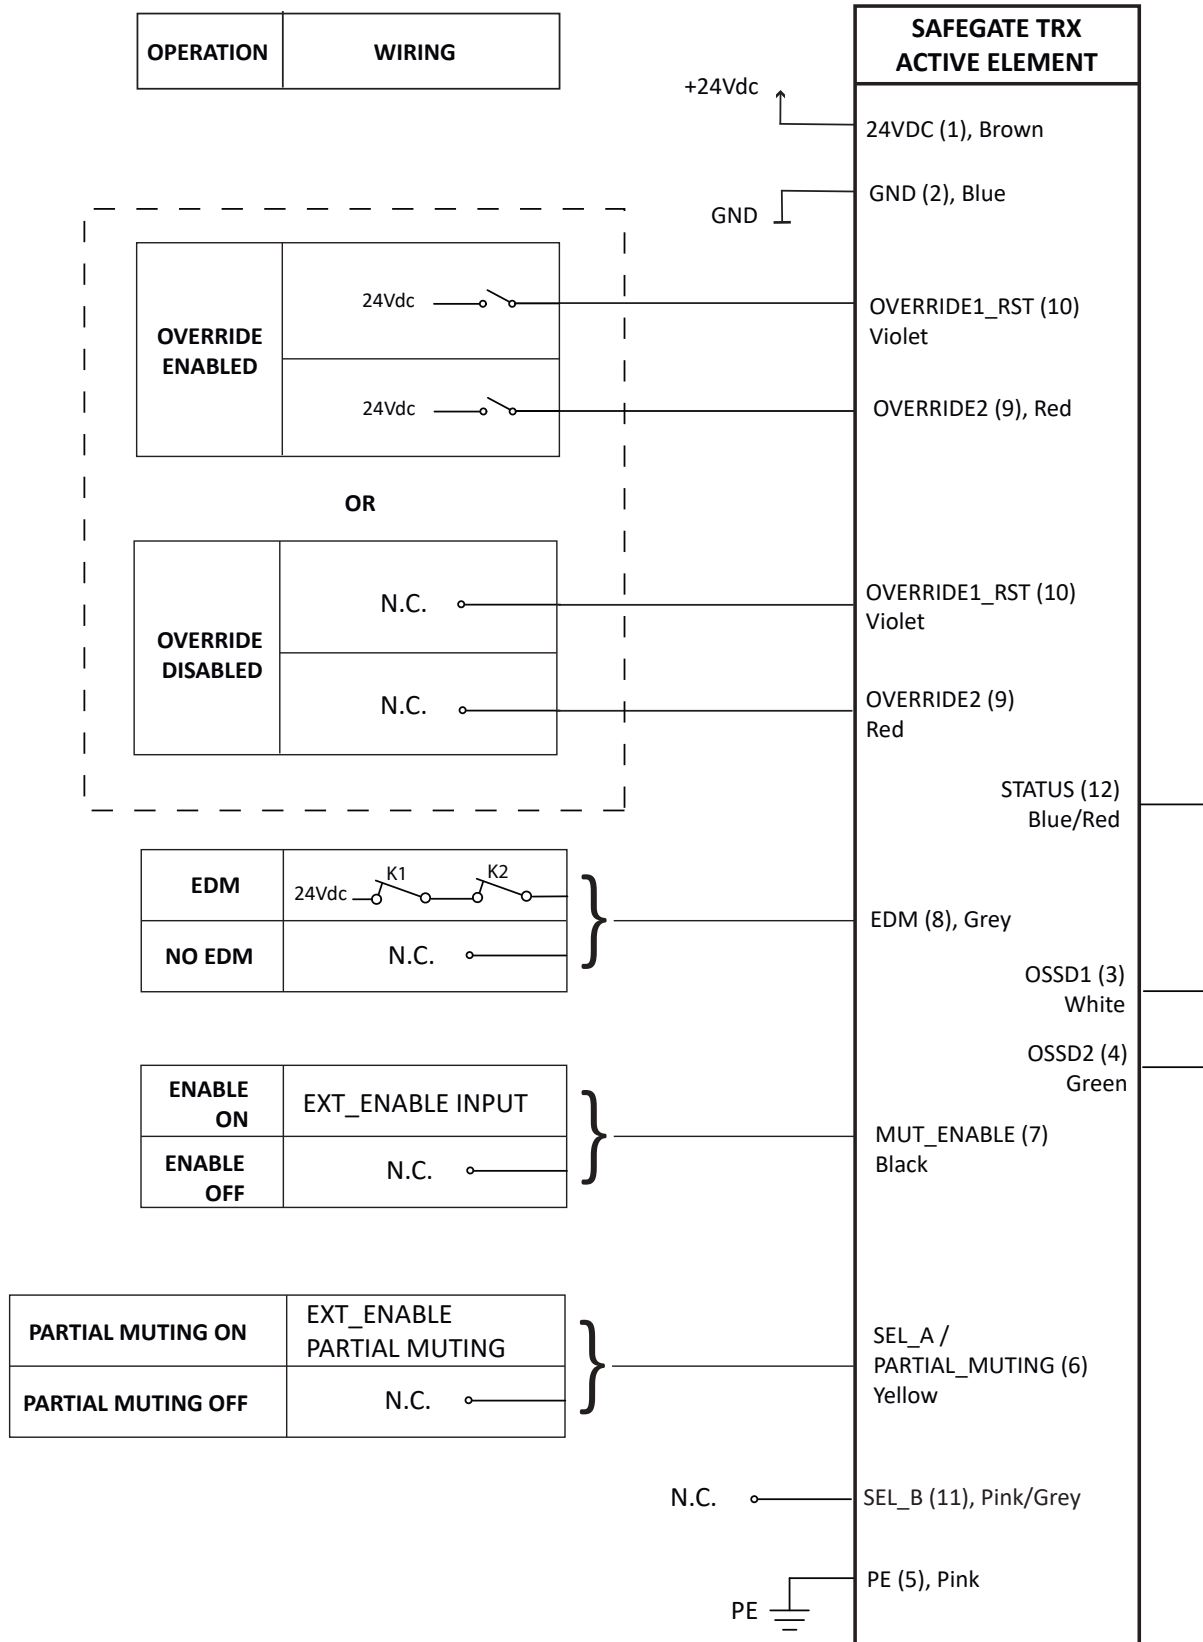 OPERATION WIRING
SAFEGATE TRX
ACTIVE ELEMENT
+24Vdc
24VDC (1), Brown
GND
GND (2), Blue
OVERRIDE
ENABLED
24Vdc
24Vdc
OVERRIDE1_RST (10)
Violet
OVERRIDE2 (9), Red
OR
OVERRIDE
DISABLED
N.C.
N.C.
OVERRIDE1_RST (10)
Violet
OVERRIDE2 (9)
Red
STATUS (12)
Blue/Red
EDM
24Vdc K1 K2
NO EDM
N.C.
EDM (8), Grey
OSSD1 (3)
White
OSSD2 (4)
Green
ENABLE
ON
EXT_ENABLE INPUT
ENABLE
OFF
N.C.
MUT_ENABLE (7)
Black
PARTIAL MUTING ON
EXT_ENABLE
PARTIAL MUTING
PARTIAL MUTING OFF
N.C.
SEL_A /
PARTIAL_MUTING (6)
Yellow
N.C.
SEL_B (11), Pink/Grey
PE
PE (5), Pink